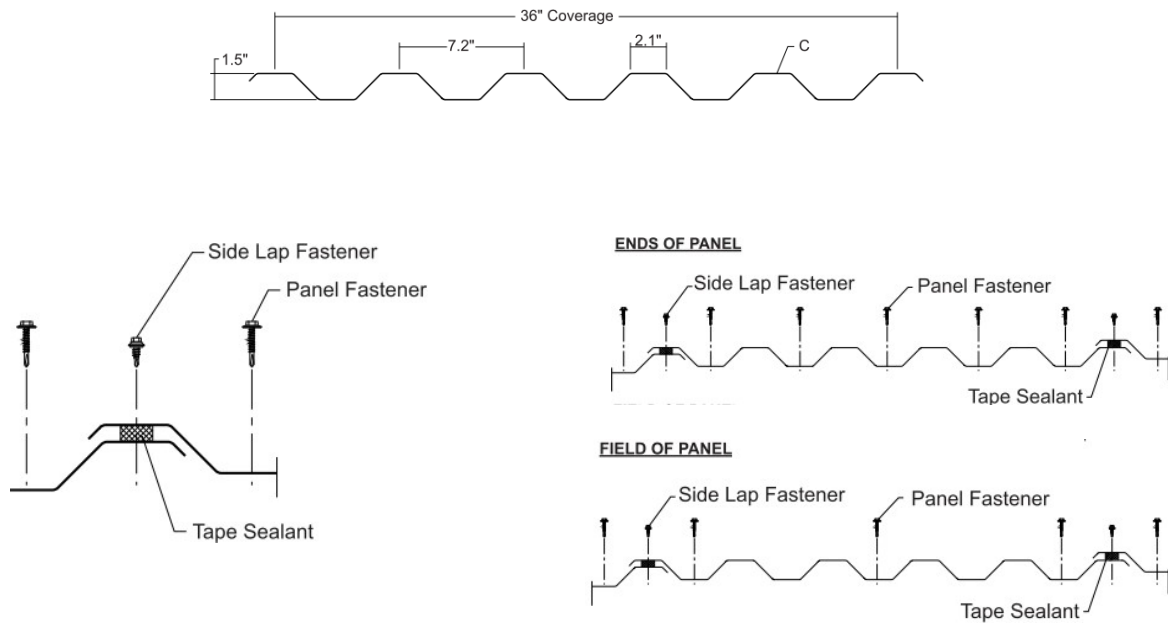 36" Coverage
7.2"
2.1"
C
1.5"
Side Lap Fastener
Panel Fastener
Tape Sealant
ENDS OF PANEL
Side Lap Fastener
Panel Fastener
Tape Sealant
FIELD OF PANEL
Side Lap Fastener
Panel Fastener
Tape Sealant